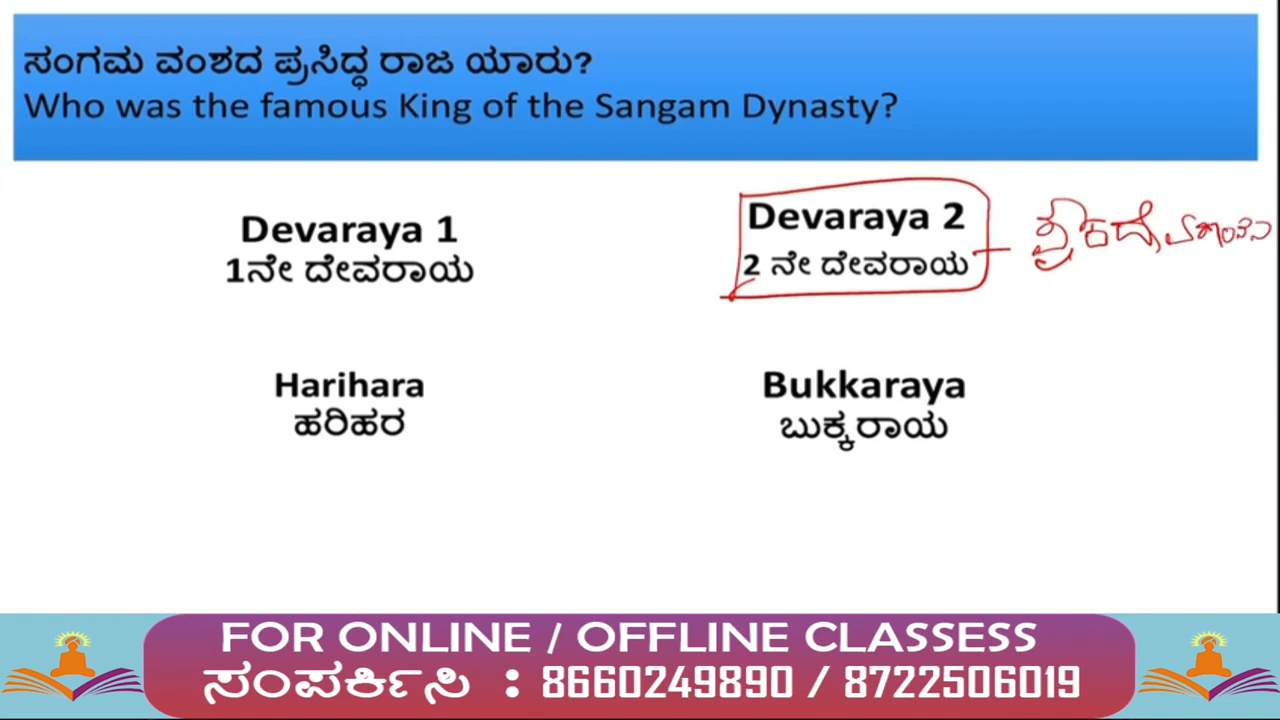 ಸಂಗಮ ವಂಶದ ಪ್ರಸಿದ್ಧ ರಾಜ ಯಾರು?
Who was the famous King of the Sangam Dynasty?
Devaraya 1
1ನೇ ದೇವರಾಯ
Devaraya 2
2 ನೇ ದೇವರಾಯ
Harihara
ಹರಿಹರ
Bukkaraya
ಬುಕ್ಕರಾಯ
FOR ONLINE / OFFLINE CLASSESS
ಸಂಪರ್ಕಿಸಿ : 8660249890 / 8722506019